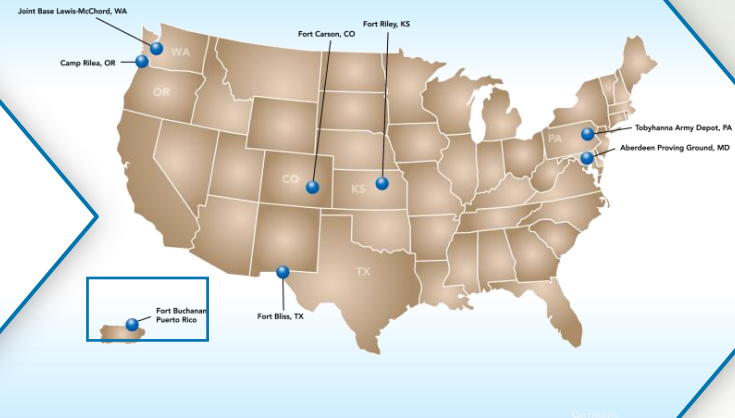 Joint Base Lewis-McChord, WA
Fort Riley, KS
Fort Carson, CO
WA
Camp Rilea, OR
OR
Tobyhanna Army Depot, PA
PA
Aberdeen Proving Ground, MD
CO
KS
TX
Fort Buchanan
Puerto Rico
Fort Bliss, TX